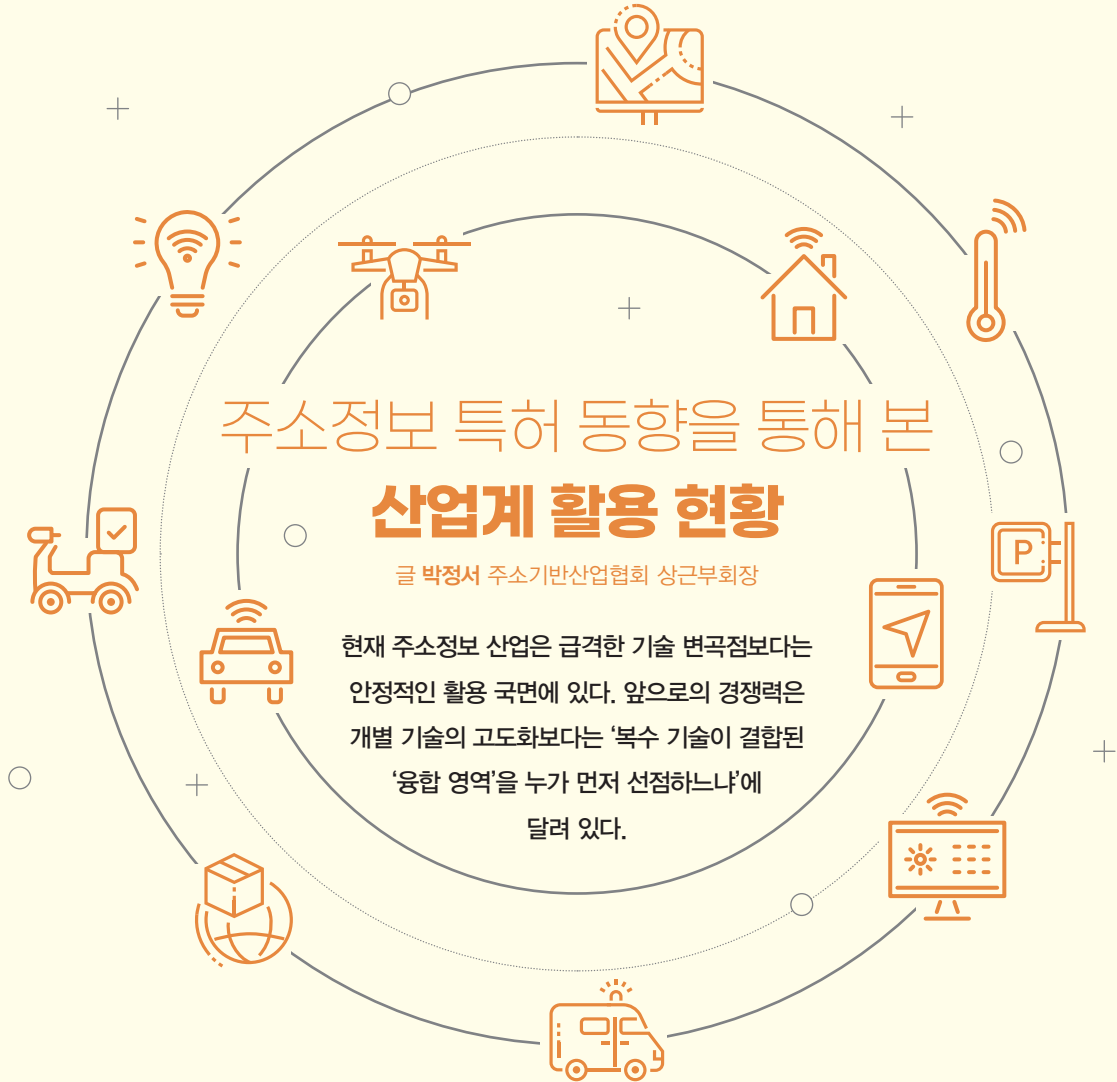 주소정보 특허 동향을 통해 본
산업계 활용 현황
글 박정서 주소기반산업협회 상근부회장
현재 주소정보 산업은 급격한 기술 변곡점보다는
안정적인 활용 국면에 있다. 앞으로의 경쟁력은
개별 기술의 고도화보다는 ‘복수 기술이 결합된
‘융합 영역’을 누가 먼저 선점하느냐’에
달려 있다.
P